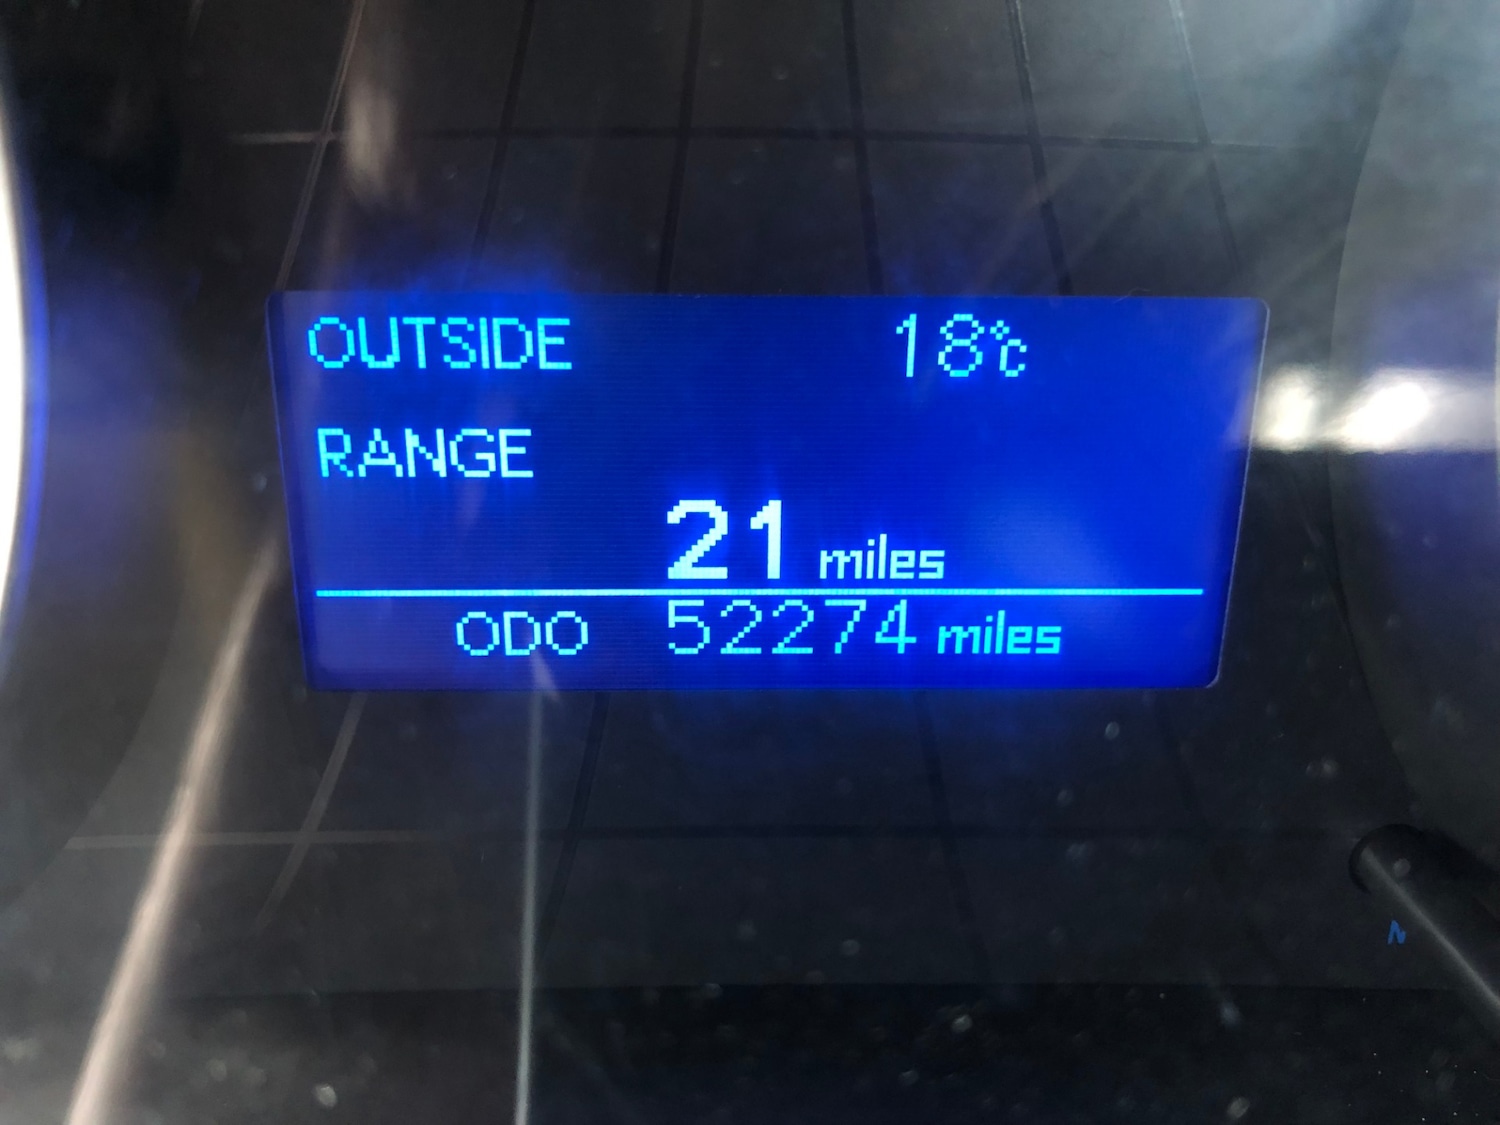 OUTSIDE 18℃
RANGE
21 miles
ODO 52274 miles
N